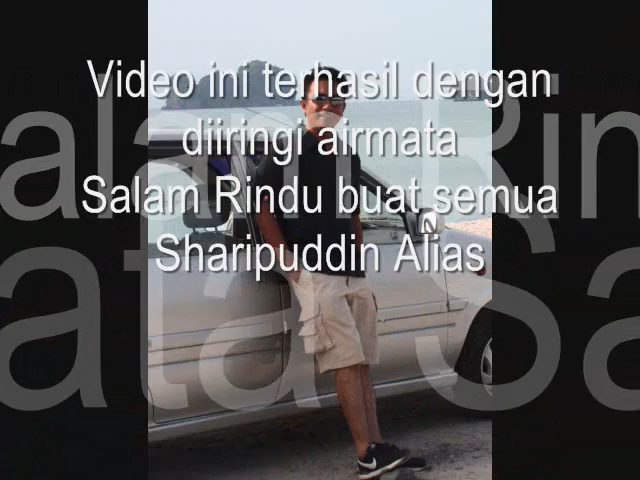 Video ini terhasil dengan
diiringi airmata
Salam Rindu buat semua
Sharipuddin Alias